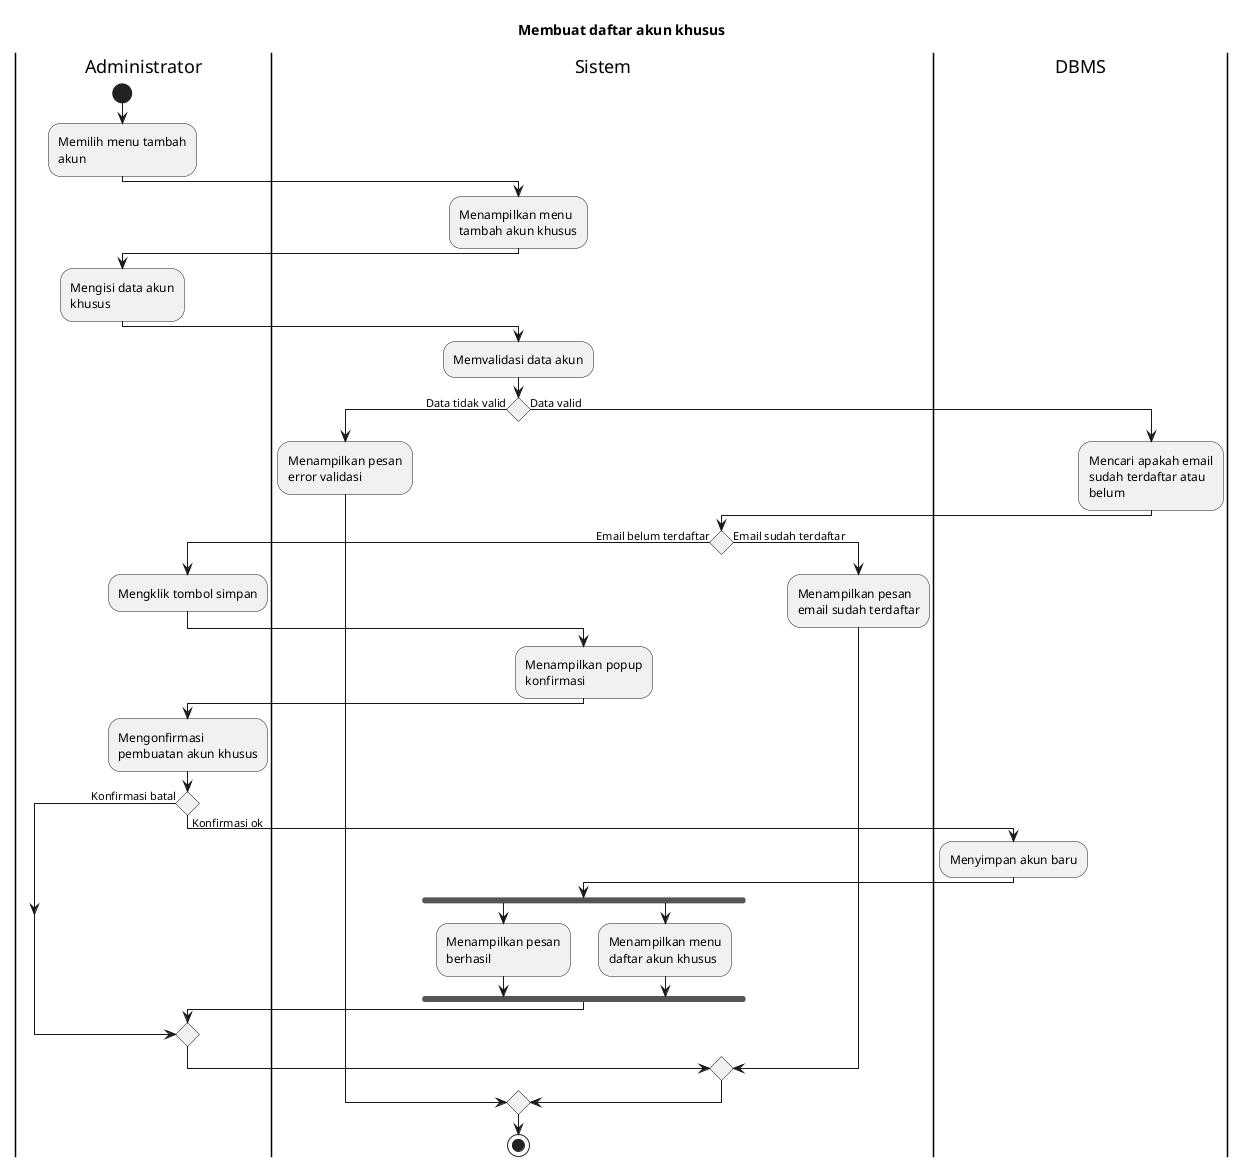 Membuat daftar akun khusus
Administrator
Sistem
DBMS
Memilih menu tambah
akun
Menampilkan menu
tambah akun khusus
Mengisi data akun
khusus
Memvalidasi data akun
Data tidak valid
Data valid
Menampilkan pesan
error validasi
Mencari apakah email
sudah terdaftar atau
belum
Email belum terdaftar
Email sudah terdaftar
Mengklik tombol simpan
Menampilkan pesan
email sudah terdaftar
Menampilkan popup
konfirmasi
Mengonfirmasi
pembuatan akun khusus
Konfirmasi batal
Konfirmasi ok
Menyimpan akun baru
Menampilkan pesan
berhasil
Menampilkan menu
daftar akun khusus